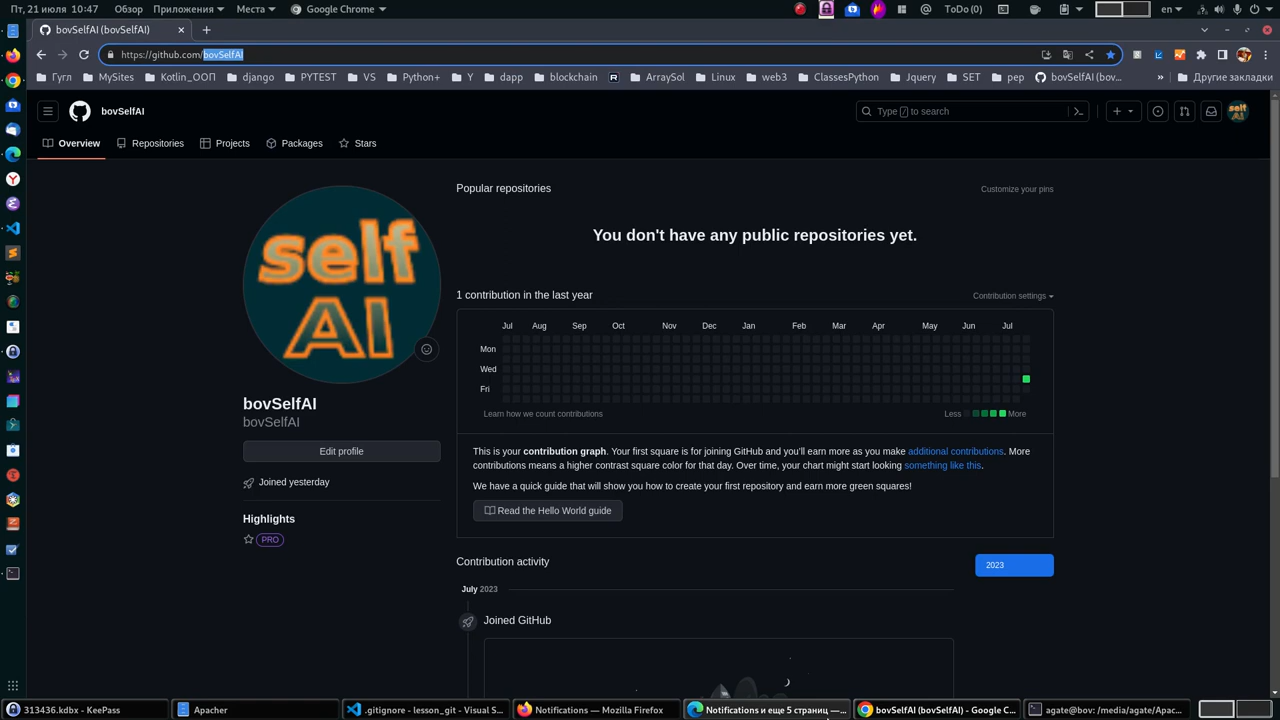 Пт, 21 июля 10:47 Обзор Приложения Места Google Chrome ToDo(0) en
bovSelfAI (bovSelfAI)
https://github.com/bovSelfAI
Гугл MySites Kotlin_ООП django PYTEST VS Python+ Y dapp blockchain R ArraySol Linux web3 ClassesPython Jquery SET pep bovSelfAI (bov... » Другие закладки
bovSelfAI
Type / to search
Overview Repositories Projects Packages Stars
self
AI
Popular repositories
Customize your pins
You don't have any public repositories yet.
1 contribution in the last year
Contribution settings
Jul Aug Sep Oct Nov Dec Jan Feb Mar Apr May Jun Jul
Mon
Wed
Fri
Learn how we count contributions
Less More
bovSelfAI
bovSelfAI
Edit profile
Joined yesterday
Highlights
PRO
This is your contribution graph. Your first square is for joining GitHub and you'll earn more as you make additional contributions. More
contributions means a higher contrast square color for that day. Over time, your chart might start looking something like this.
We have a quick guide that will show you how to create your first repository and earn more green squares!
Read the Hello World guide
Contribution activity
2023
July 2023
Joined GitHub
313436.kdbx - KeePass Apacher .gitignore - lesson_git - Visual S... Notifications — Mozilla Firefox Notifications и еще 5 страниц —... bovSelfAI (bovSelfAI) - Google C... agate@bov: /media/agate/Apac...